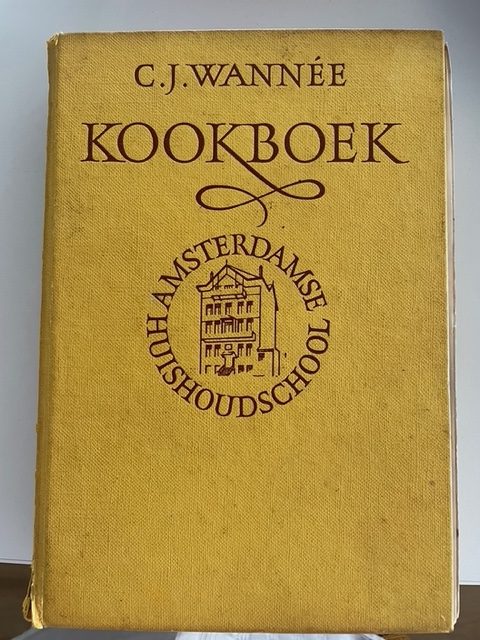 C.J. WANNÉE
KOOKBOEK
AMSTERDAMSE
HUISHOUDSCHOOL